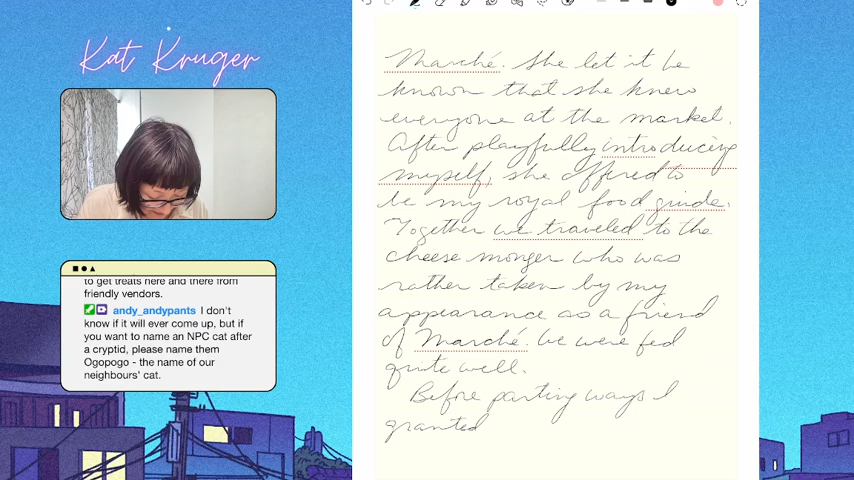 Kat Kruger
to get treats here and there from
friendly vendors.
andy_andypants I don't
know if it will ever come up, but if
you want to name an NPC cat after
a cryptid, please name them
Ogopogo - the name of our
neighbours' cat.
Marché. She let it be
known that she knew
everyone at the market.
After playfully introducing
myself, she offered to
be my royal food guide.
Together we traveled to the
cheese monger who was
rather taken by my
appearance as a friend
of Marché. We were fed
quite well.
Before parting ways I
granted